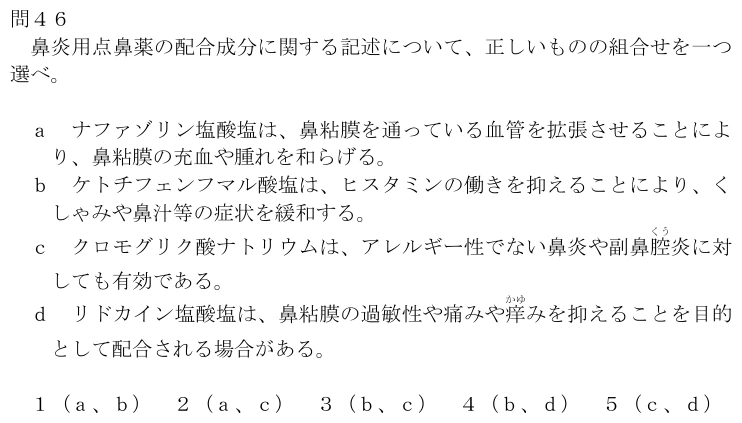 問４６
鼻炎用点鼻薬の配合成分に関する記述について、正しいものの組合せを一つ
選べ。
ａ　ナファゾリン塩酸塩は、鼻粘膜を通っている血管を拡張させることによ
り、鼻粘膜の充血や腫れを和らげる。
ｂ　ケトチフェンフマル酸塩は、ヒスタミンの働きを抑えることにより、く
しゃみや鼻汁等の症状を緩和する。
くう
ｃ　クロモグリク酸ナトリウムは、アレルギー性でない鼻炎や副鼻腔炎に対
しても有効である。
かゆ
ｄ　リドカイン塩酸塩は、鼻粘膜の過敏性や痛みや痒みを抑えることを目的
として配合される場合がある。
１（ａ、ｂ）　２（ａ、ｃ）　３（ｂ、ｃ）　４（ｂ、ｄ）　５（ｃ、ｄ）